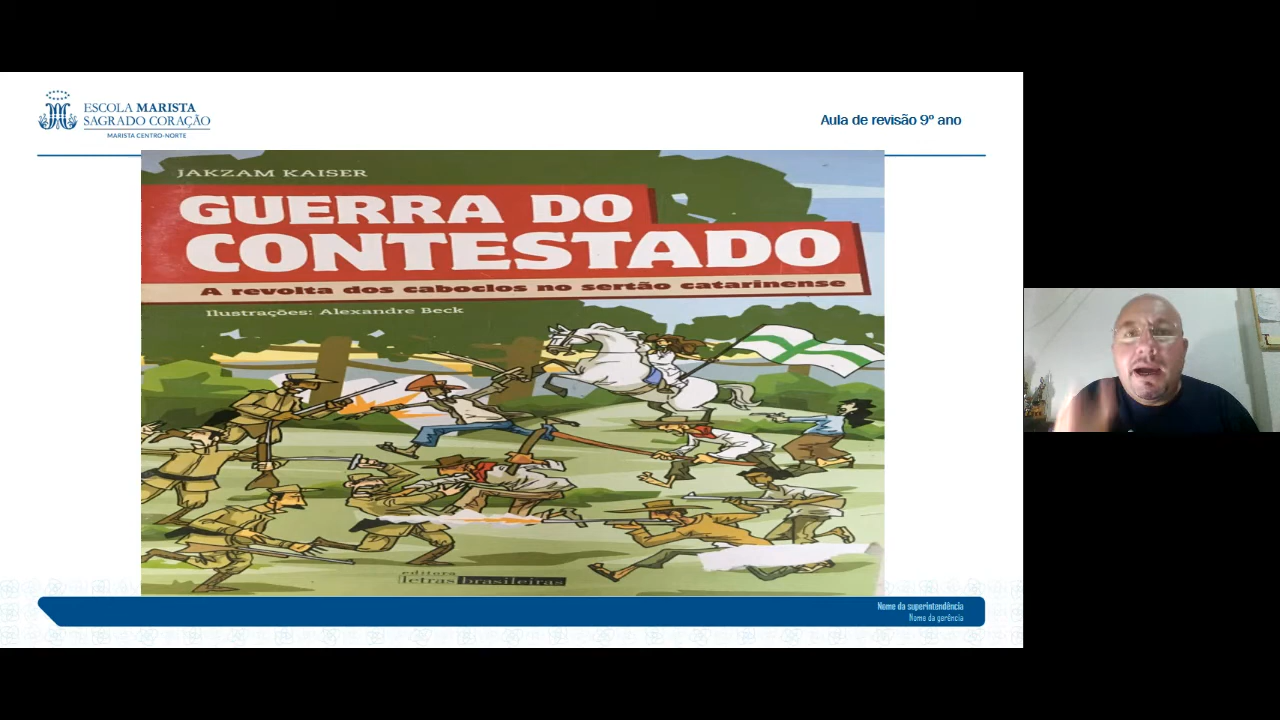 ESCOLA MARISTA
SAGRADO CORAÇÃO
MARISTA CENTRO-NORTE
Aula de revisão 9º ano
JAKZAM KAISER
GUERRA DO
CONTESTADO
A revolta dos caboclos no sertão catarinense
Ilustrações: Alexandre Beck
editora
letras brasileiras
Nome da superintendência
Nome da gerência